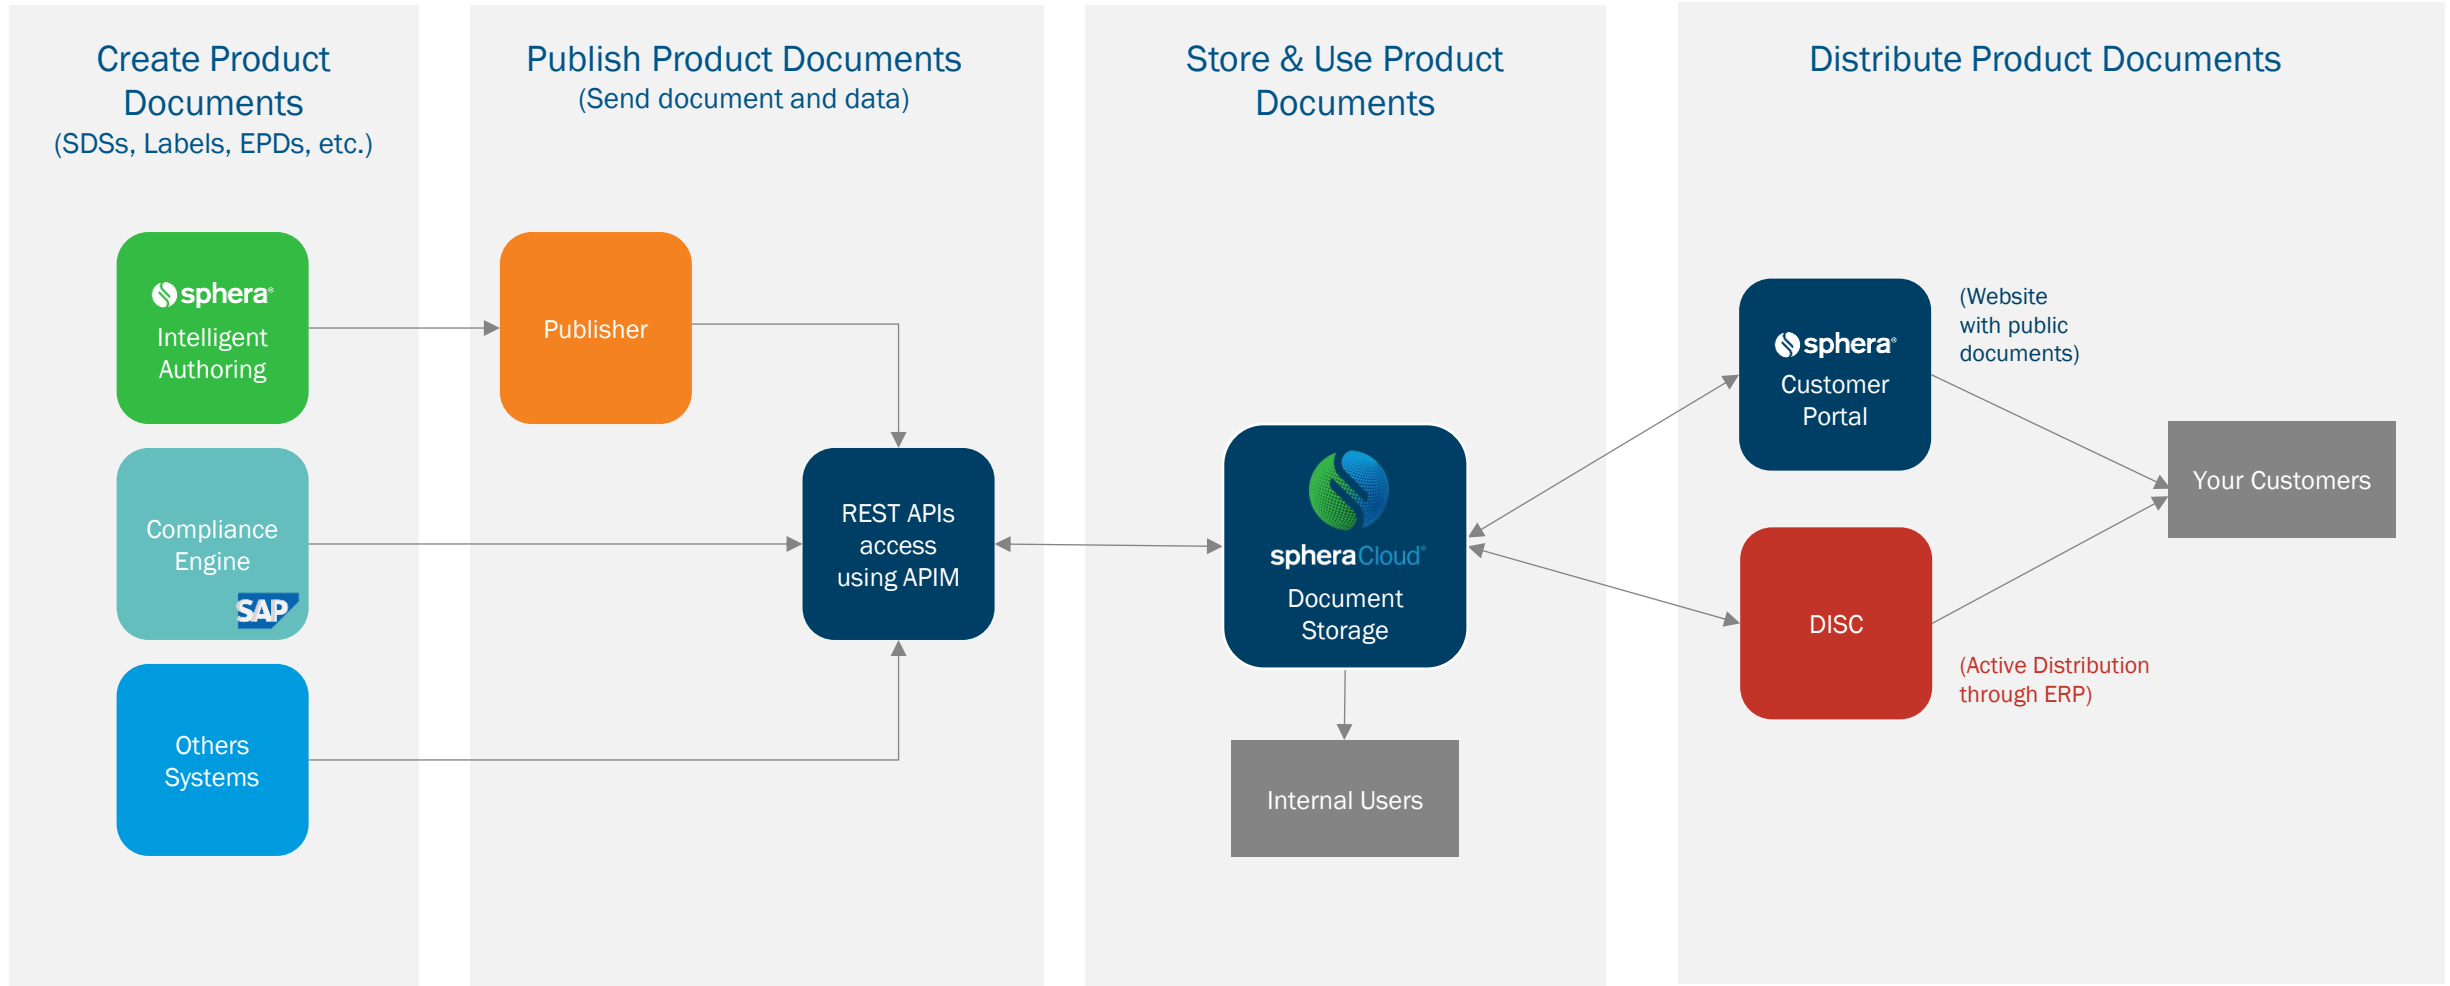 Create Product
Documents
(SDSs, Labels, EPDs, etc.)
Publish Product Documents
(Send document and data)
Store & Use Product
Documents
Distribute Product Documents
sphera®
Intelligent
Authoring
Publisher
Compliance
Engine
SAP
Others
Systems
REST APIs
access
using APIM
spheraCloud®
Document
Storage
Internal Users
sphera®
Customer
Portal
(Website
with public
documents)
DISC
(Active Distribution
through ERP)
Your Customers